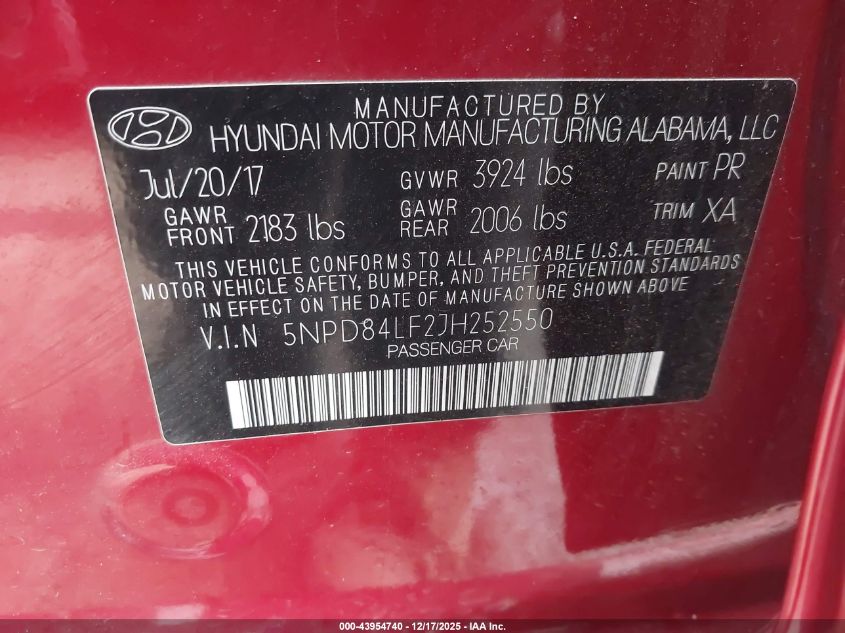 MANUFACTURED BY
HYUNDAI MOTOR MANUFACTURING ALABAMA, LLC
Jul/20/17 GVWR 3924 lbs PAINT PR
GAWR FRONT 2183 lbs GAWR REAR 2006 lbs TRIM XA
THIS VEHICLE CONFORMS TO ALL APPLICABLE U.S.A. FEDERAL
MOTOR VEHICLE SAFETY, BUMPER, AND THEFT PREVENTION STANDARDS
IN EFFECT ON THE DATE OF MANUFACTURE SHOWN ABOVE
V.I.N 5NPD84LF2JH252550
PASSENGER CAR
000-43954740 - 12/17/2025 - IAA Inc.